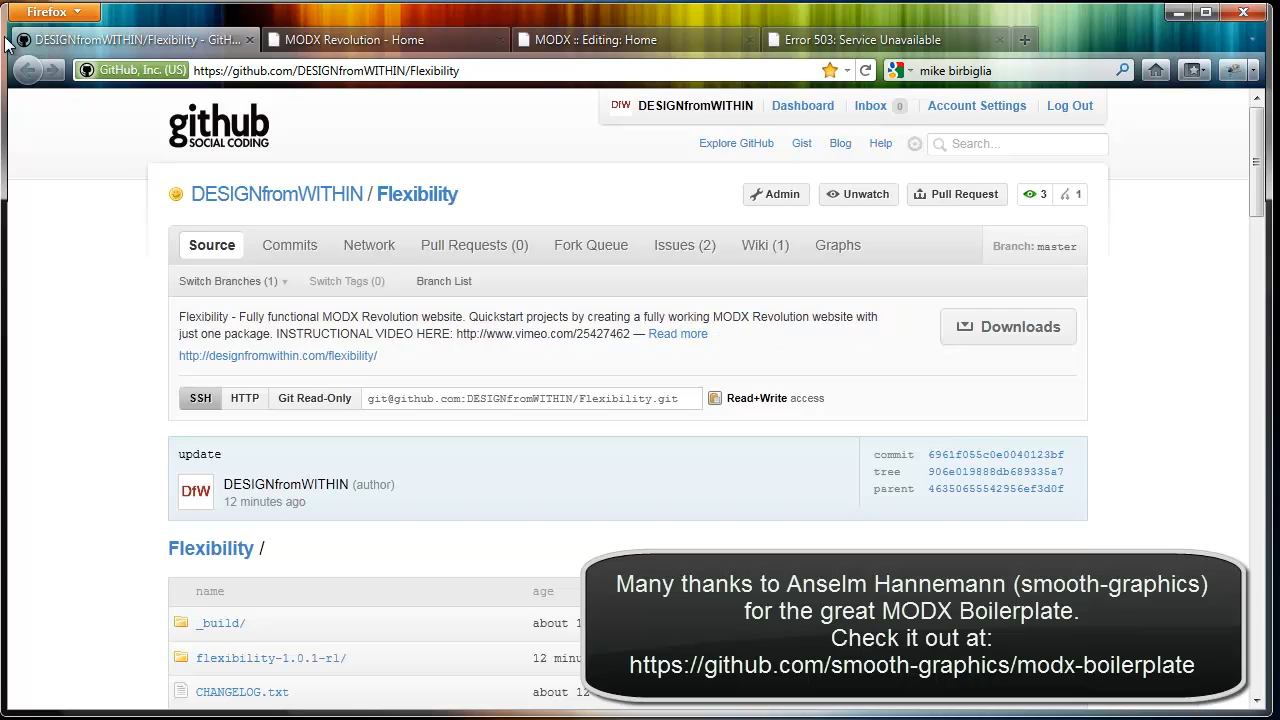 Firefox
DESIGNfromWITHIN/Flexibility - GitH...
MODX Revolution - Home
MODX :: Editing: Home
Error 503: Service Unavailable
GitHub, Inc. (US)
https://github.com/DESIGNfromWITHIN/Flexibility
mike birbiglia
github
SOCIAL CODING
DfW DESIGNfromWITHIN Dashboard Inbox 0 Account Settings Log Out
Explore GitHub Gist Blog Help Search...
DESIGNfromWITHIN / Flexibility
Admin Unwatch Pull Request 3 1
Source Commits Network Pull Requests (0) Fork Queue Issues (2) Wiki (1) Graphs Branch: master
Switch Branches (1) Switch Tags (0) Branch List
Flexibility - Fully functional MODX Revolution website. Quickstart projects by creating a fully working MODX Revolution website with
just one package. INSTRUCTIONAL VIDEO HERE: http://www.vimeo.com/25427462 — Read more
http://designfromwithin.com/flexibility/
Downloads
SSH HTTP Git Read-Only git@github.com:DESIGNfromWITHIN/Flexibility.git Read+Write access
update
DfW
DESIGNfromWITHIN (author)
12 minutes ago
commit 6961f055c0e0040123bf
tree 906e019888db689335a7
parent 46350655542956ef3d0f
Flexibility /
name age
_build/ about 1
flexibility-1.0.1-rl/ 12 minu
CHANGELOG.txt about 12
Many thanks to Anselm Hannemann (smooth-graphics)
for the great MODX Boilerplate.
Check it out at:
https://github.com/smooth-graphics/modx-boilerplate